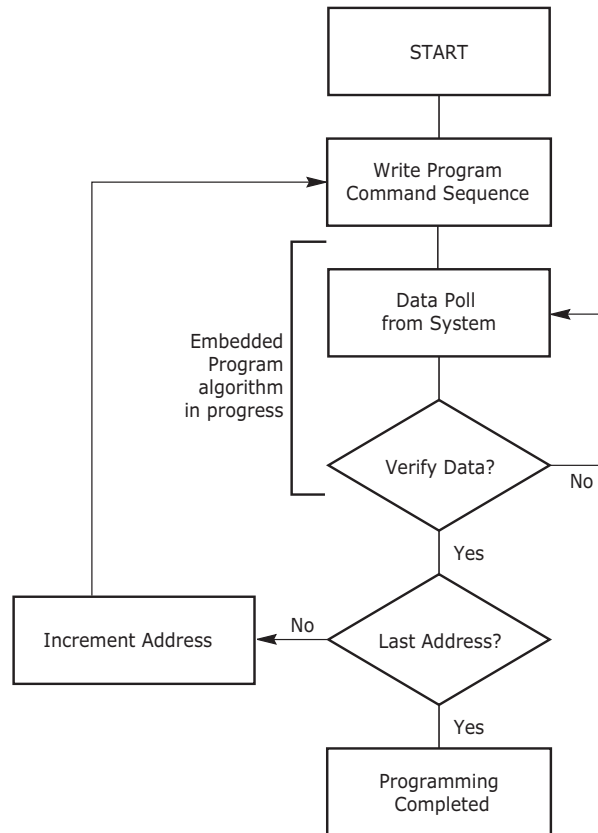 START
Write Program
Command Sequence
Data Poll
from System
Embedded
Program
algorithm
in progress
Verify Data?
No
Yes
Increment Address
No
Last Address?
Yes
Programming
Completed